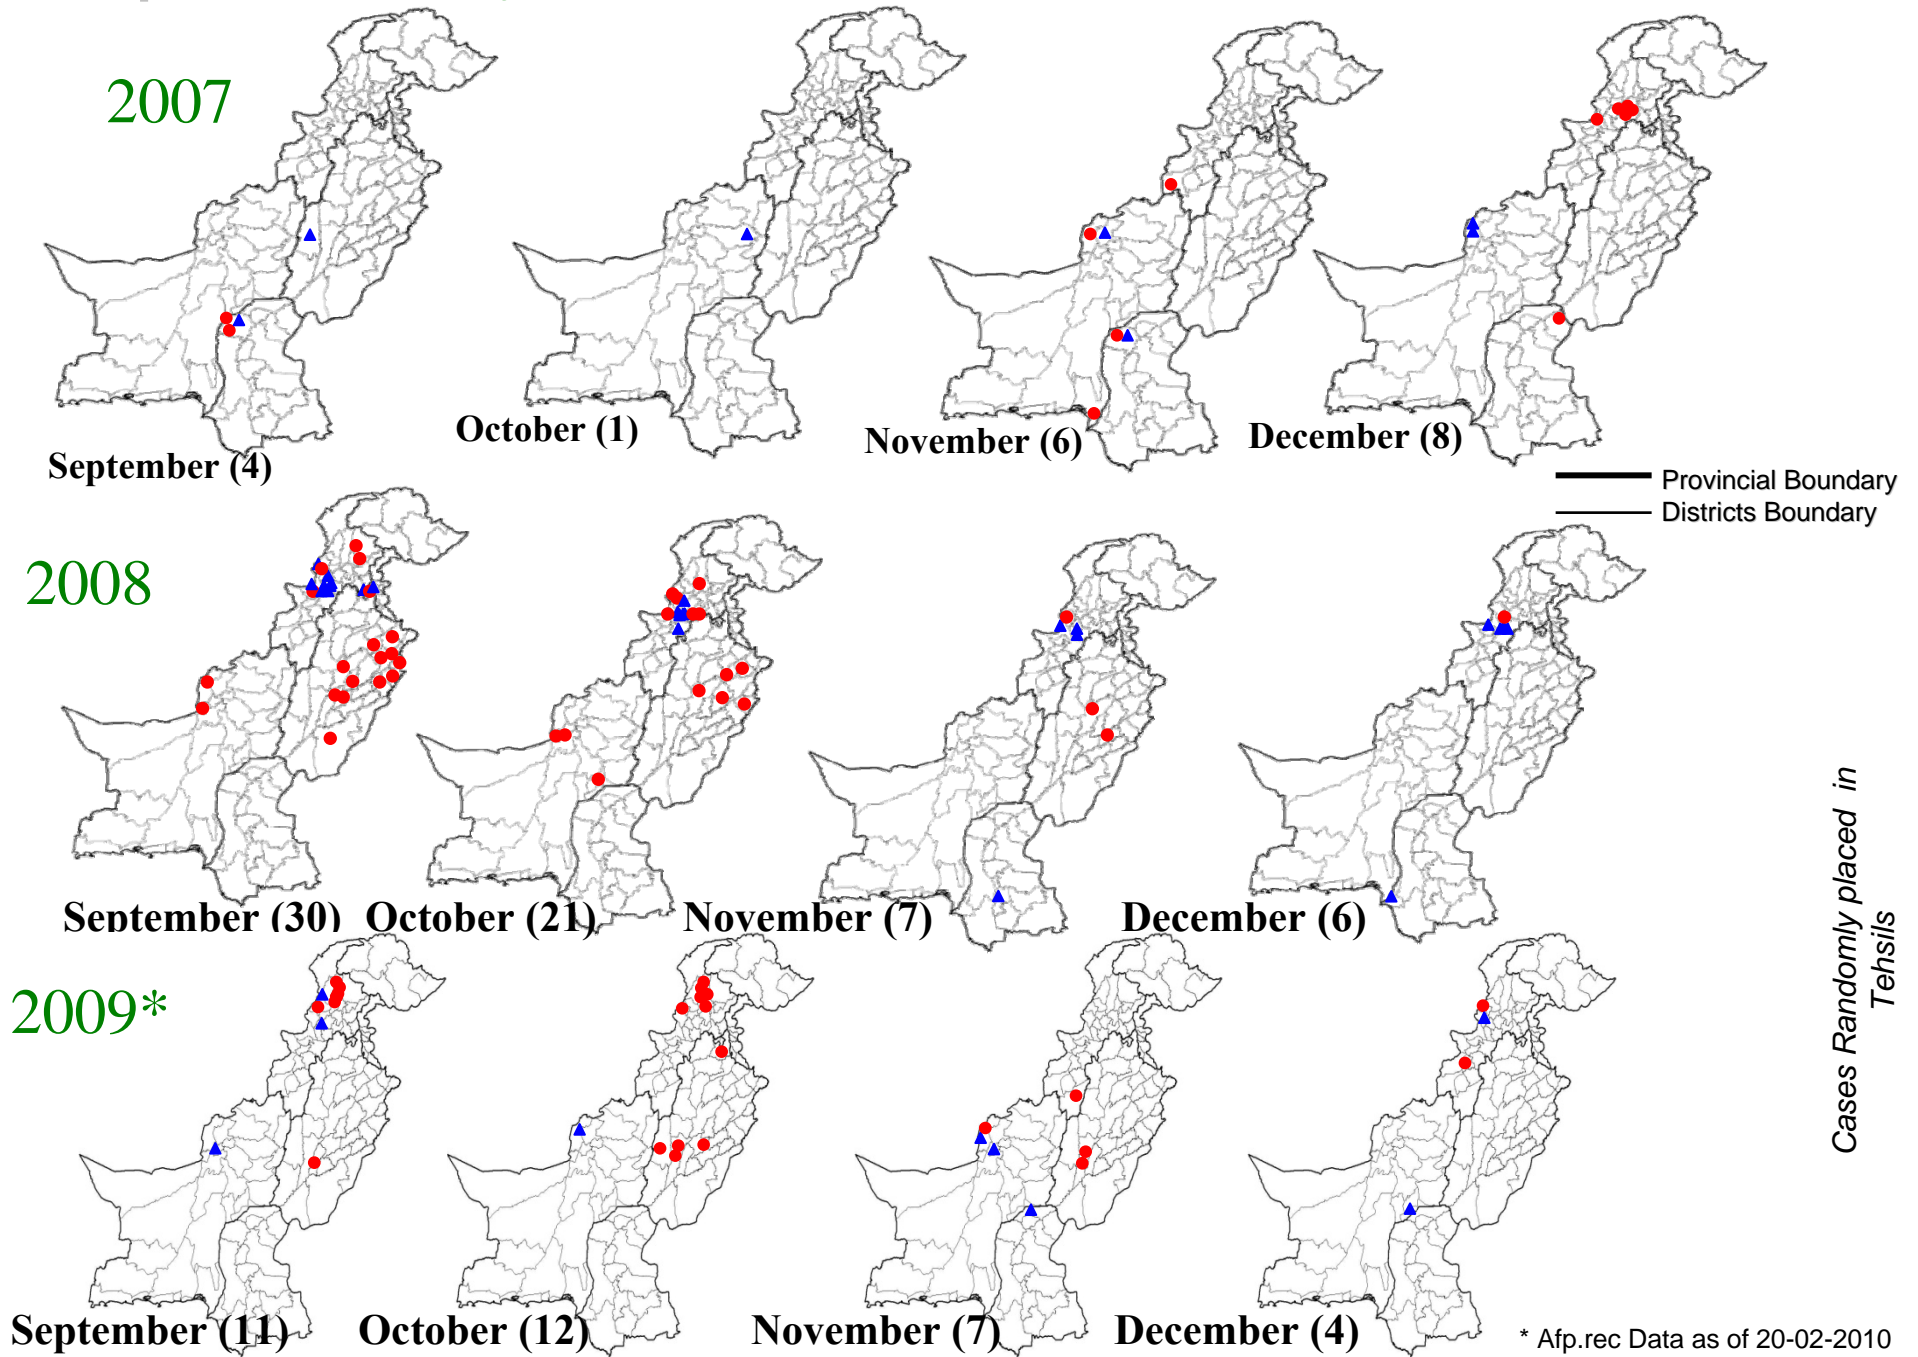 2007
September (4)
October (1)
November (6)
December (8)
Provincial Boundary
Districts Boundary
2008
September (30)
October (21)
November (7)
December (6)
Cases Randomly placed in
Tehsils
2009*
September (11)
October (12)
November (7)
December (4)
* Afp.rec Data as of 20-02-2010